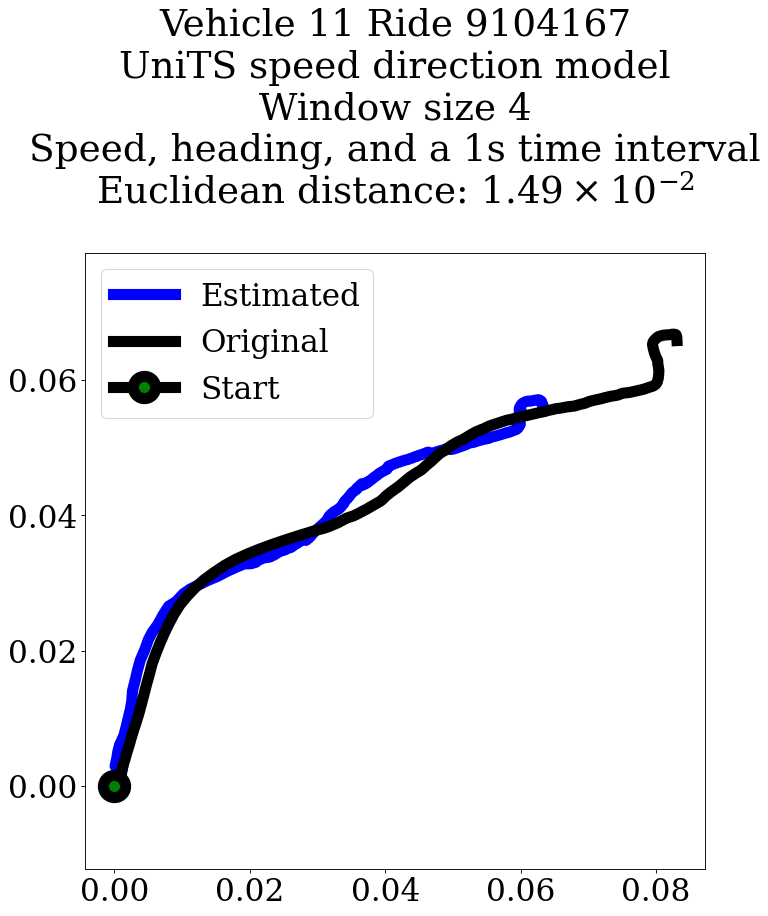 Vehicle 11 Ride 9104167
UniTS speed direction model
Window size 4
Speed, heading, and a 1s time interval
Euclidean distance: 1.49 × 10⁻²
Estimated
Original
Start
0.06
0.04
0.02
0.00
0.00 0.02 0.04 0.06 0.08